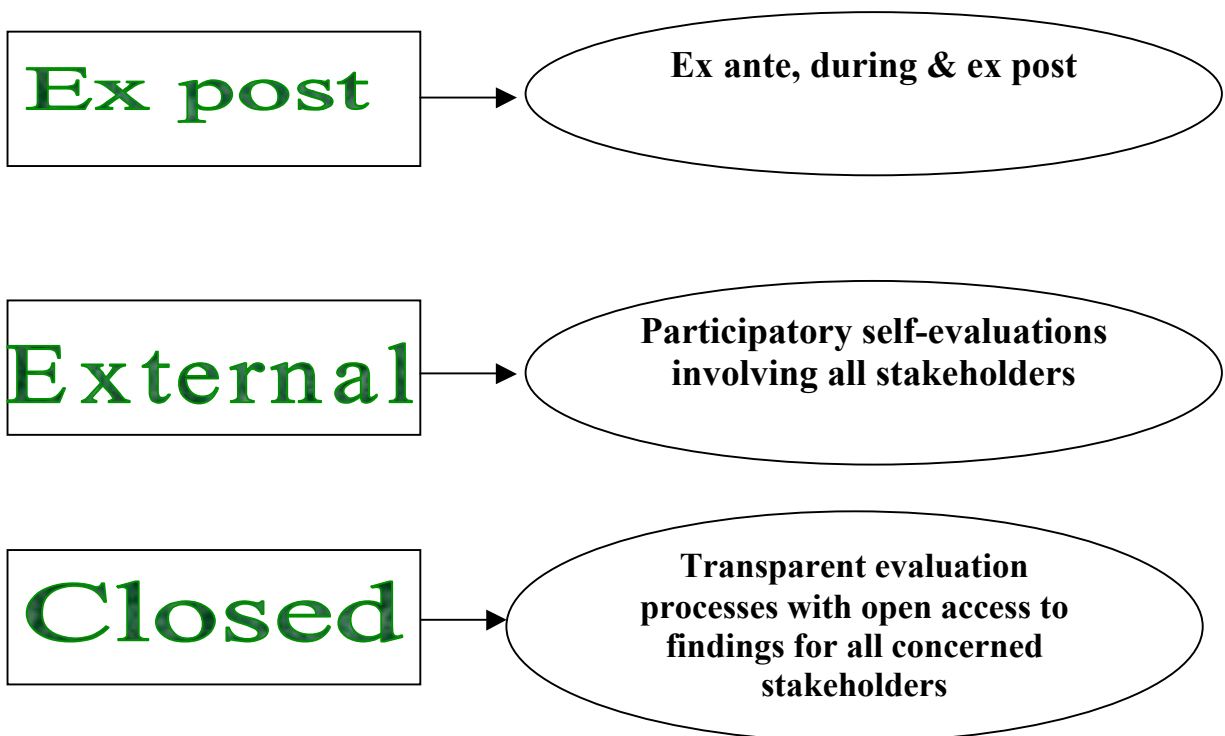 Ex post
Ex ante, during & ex post
External
Participatory self-evaluations
involving all stakeholders
Closed
Transparent evaluation
processes with open access to
findings for all concerned
stakeholders